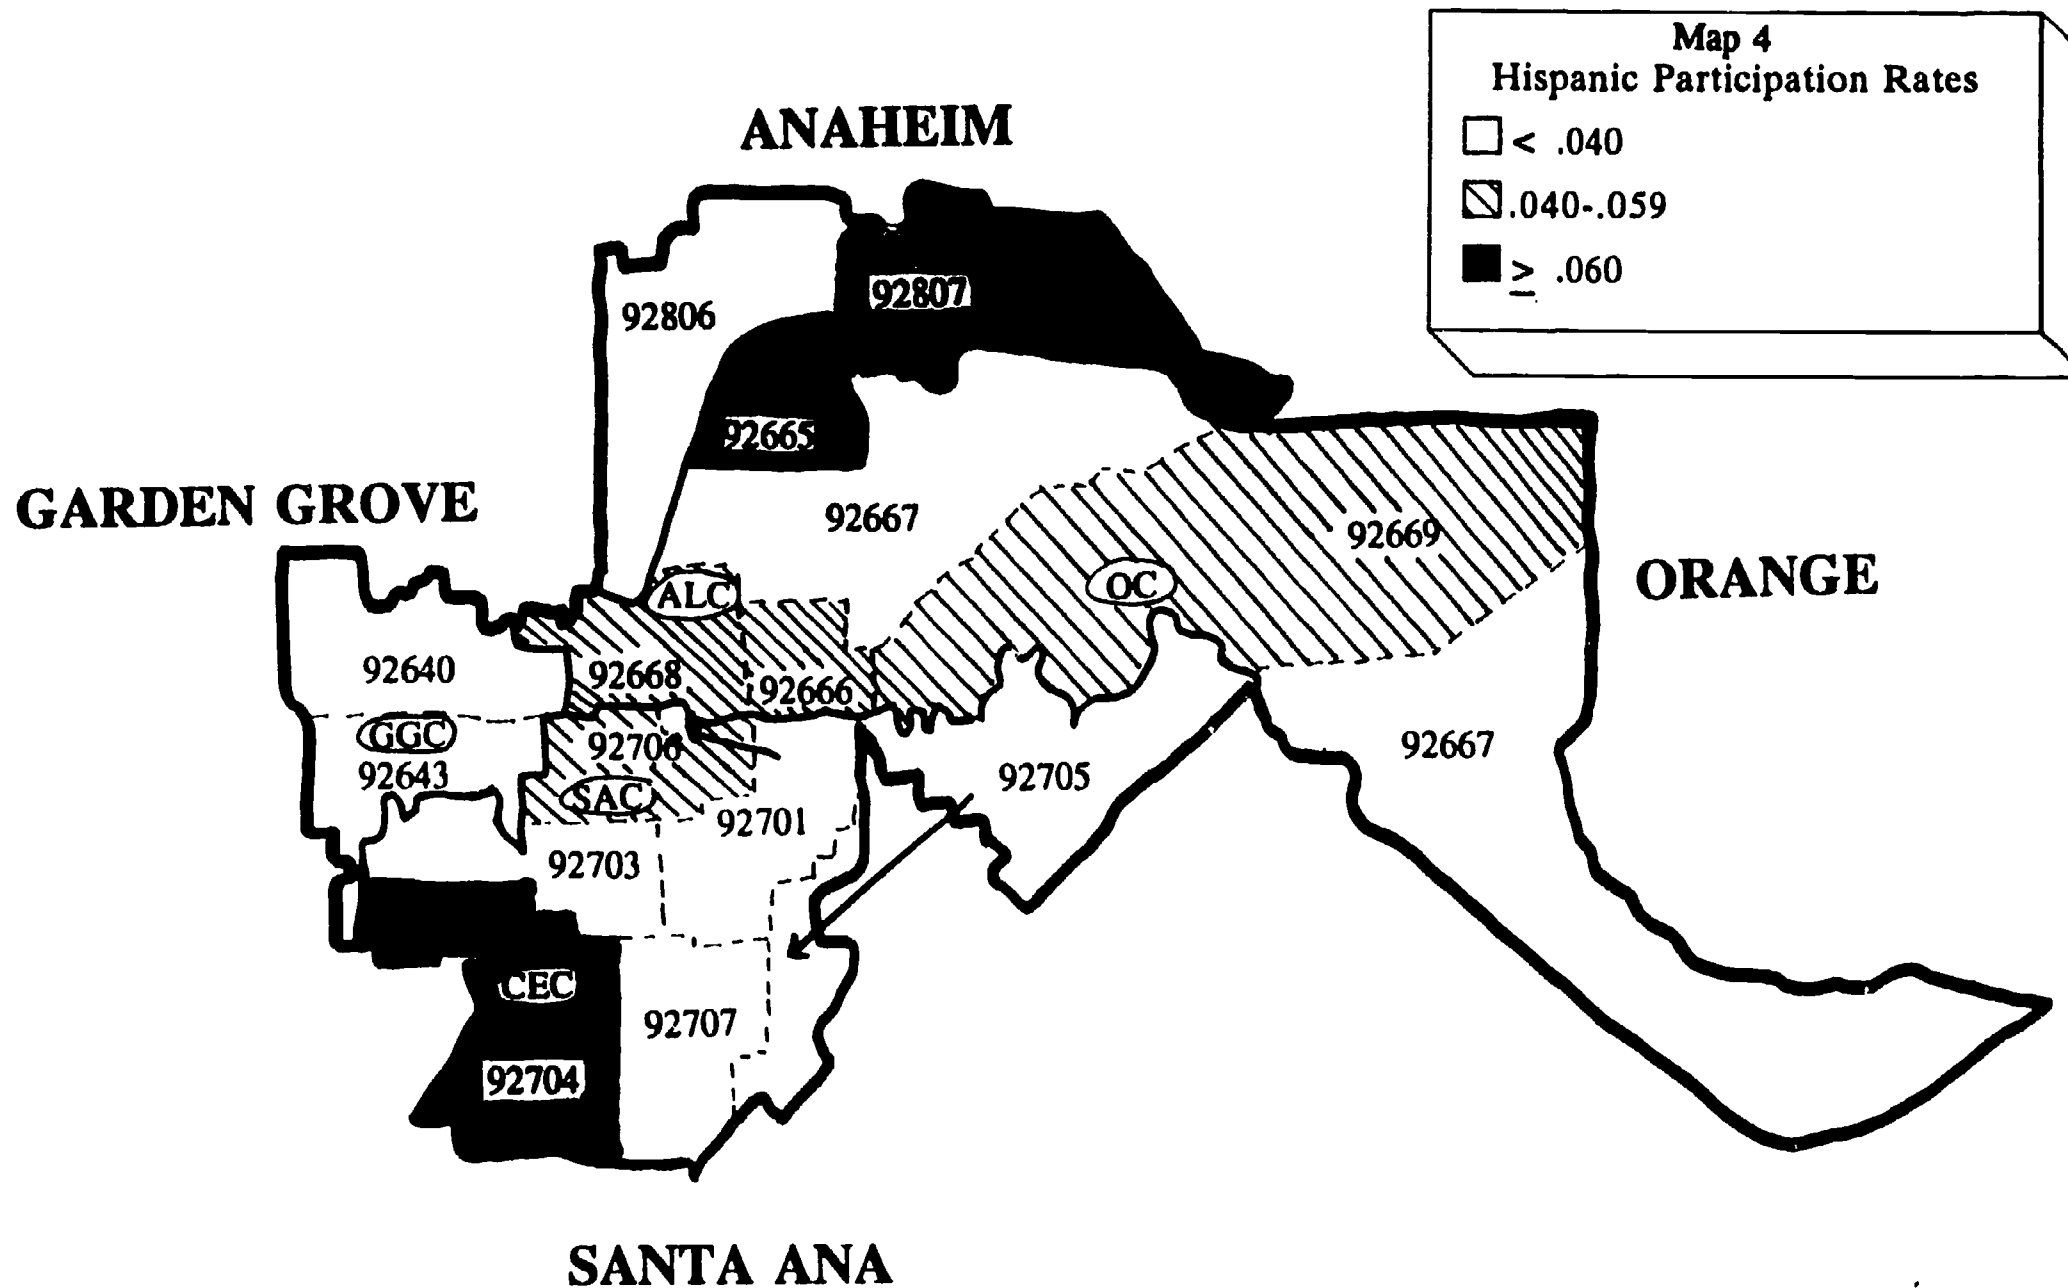 Map 4
Hispanic Participation Rates
< .040
.040-.059
≥ .060
ANAHEIM
92807
92806
92665
GARDEN GROVE
92667
92669
ORANGE
OC
ALC
92640
92668
92666
GGC
92706
92667
92643
92705
SAC
92701
92703
CEC
92707
92704
SANTA ANA